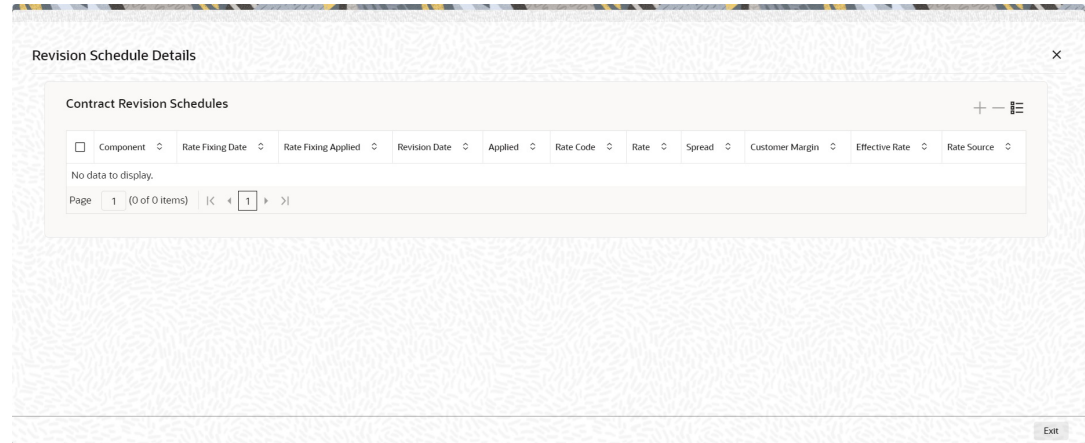 Revision Schedule Details
Contract Revision Schedules
Component Rate Fixing Date Rate Fixing Applied Revision Date Applied Rate Code Rate Spread Customer Margin Effective Rate Rate Source
No data to display.
Page 1 (0 of 0 items) 1
Exit